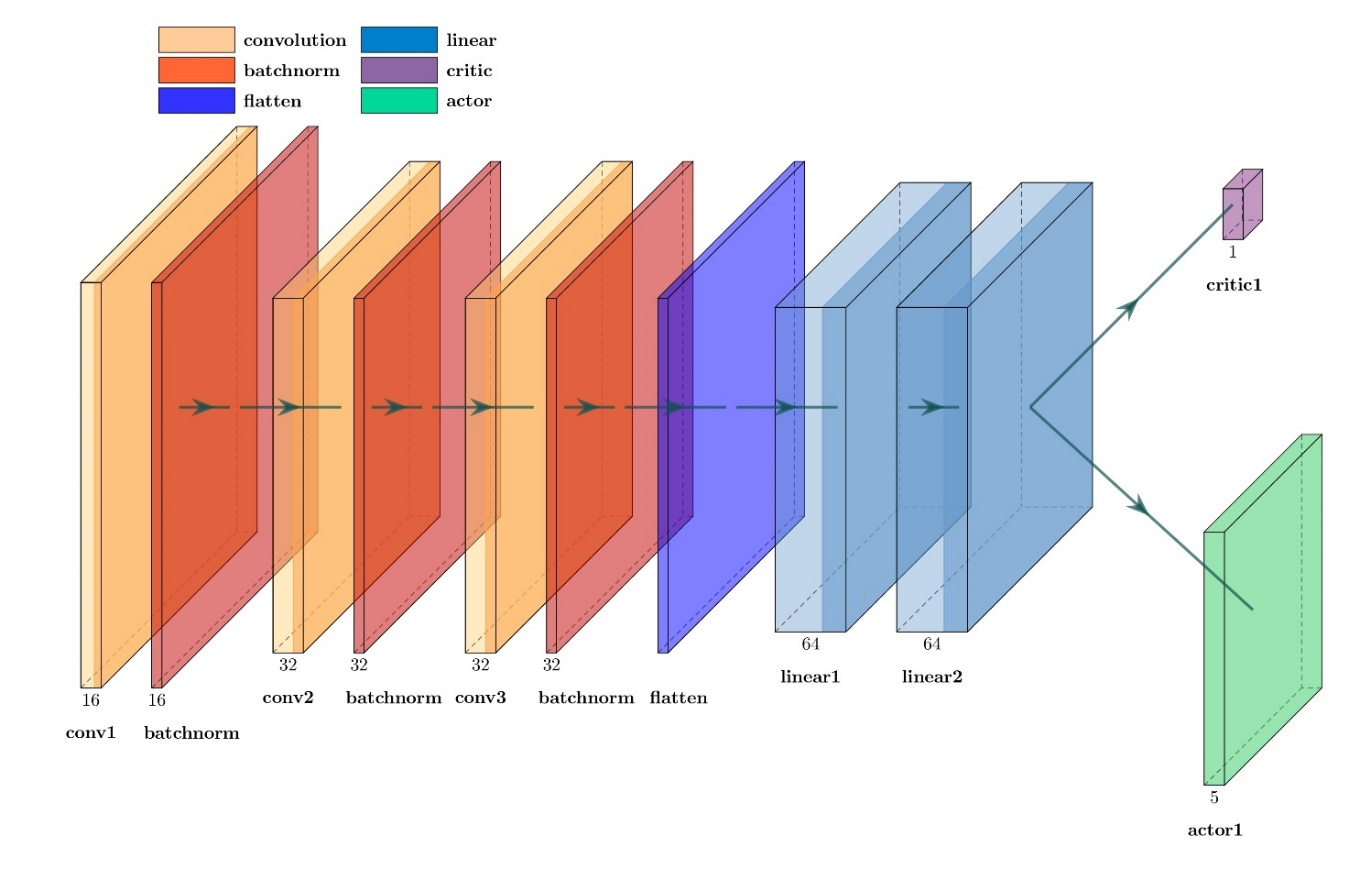 convolution
linear
batchnorm
critic
flatten
actor
1
critic1
16
conv1
16
batchnorm
32
conv2
32
batchnorm
32
conv3
32
batchnorm
flatten
64
linear1
64
linear2
5
actor1